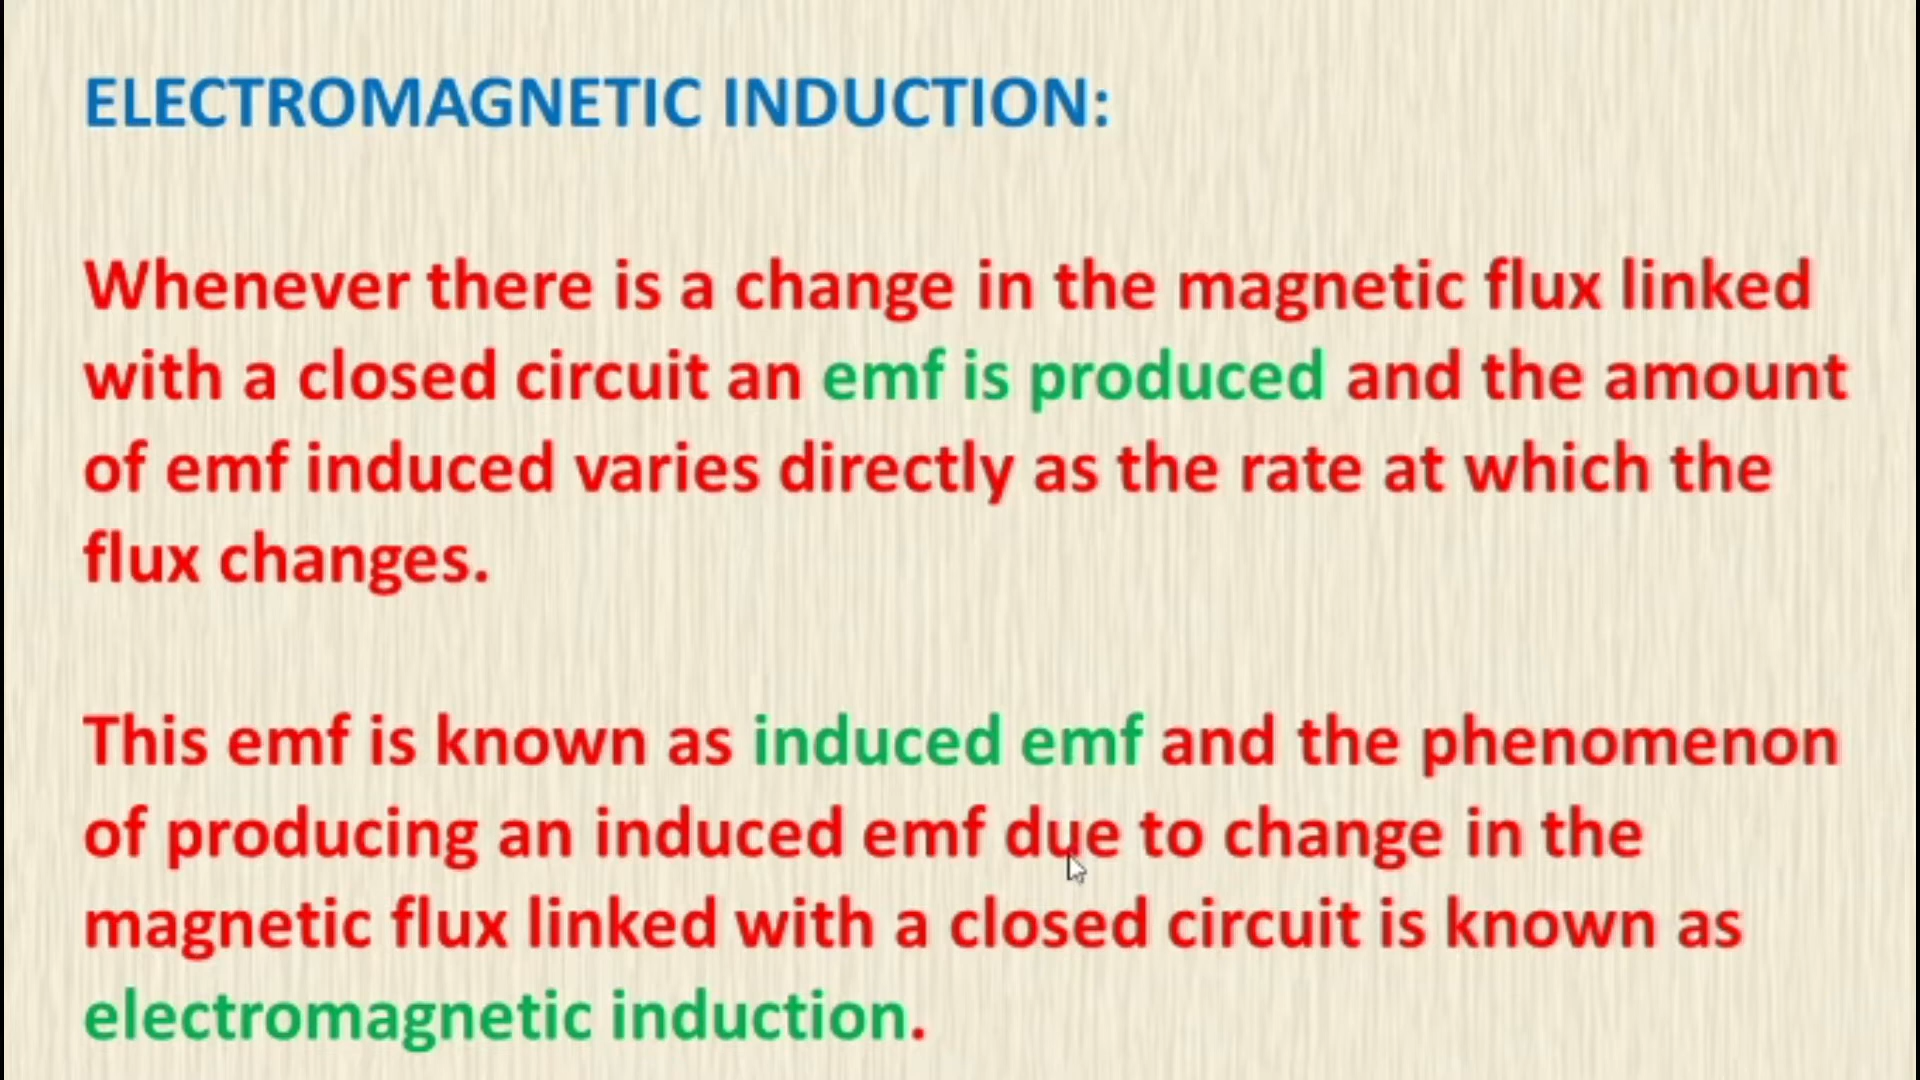 ELECTROMAGNETIC INDUCTION:
Whenever there is a change in the magnetic flux linked
with a closed circuit an emf is produced and the amount
of emf induced varies directly as the rate at which the
flux changes.
This emf is known as induced emf and the phenomenon
of producing an induced emf due to change in the
magnetic flux linked with a closed circuit is known as
electromagnetic induction.